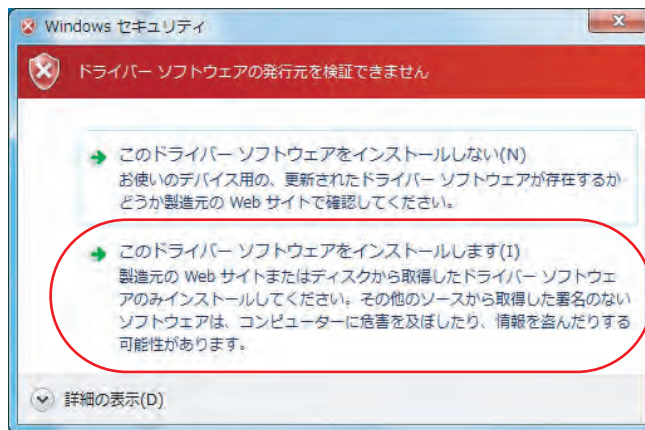 Windows セキュリティ
ドライバー ソフトウェアの発行元を検証できません
このドライバー ソフトウェアをインストールしない(N)
お使いのデバイス用の、更新されたドライバー ソフトウェアが存在するか
どうか製造元の Web サイトで確認してください。
このドライバー ソフトウェアをインストールします(I)
製造元の Web サイトまたはディスクから取得したドライバー ソフトウェ
アのみインストールしてください。その他のソースから取得した署名のない
ソフトウェアは、コンピューターに危害を及ぼしたり、情報を盗んだりする
可能性があります。
詳細の表示(D)